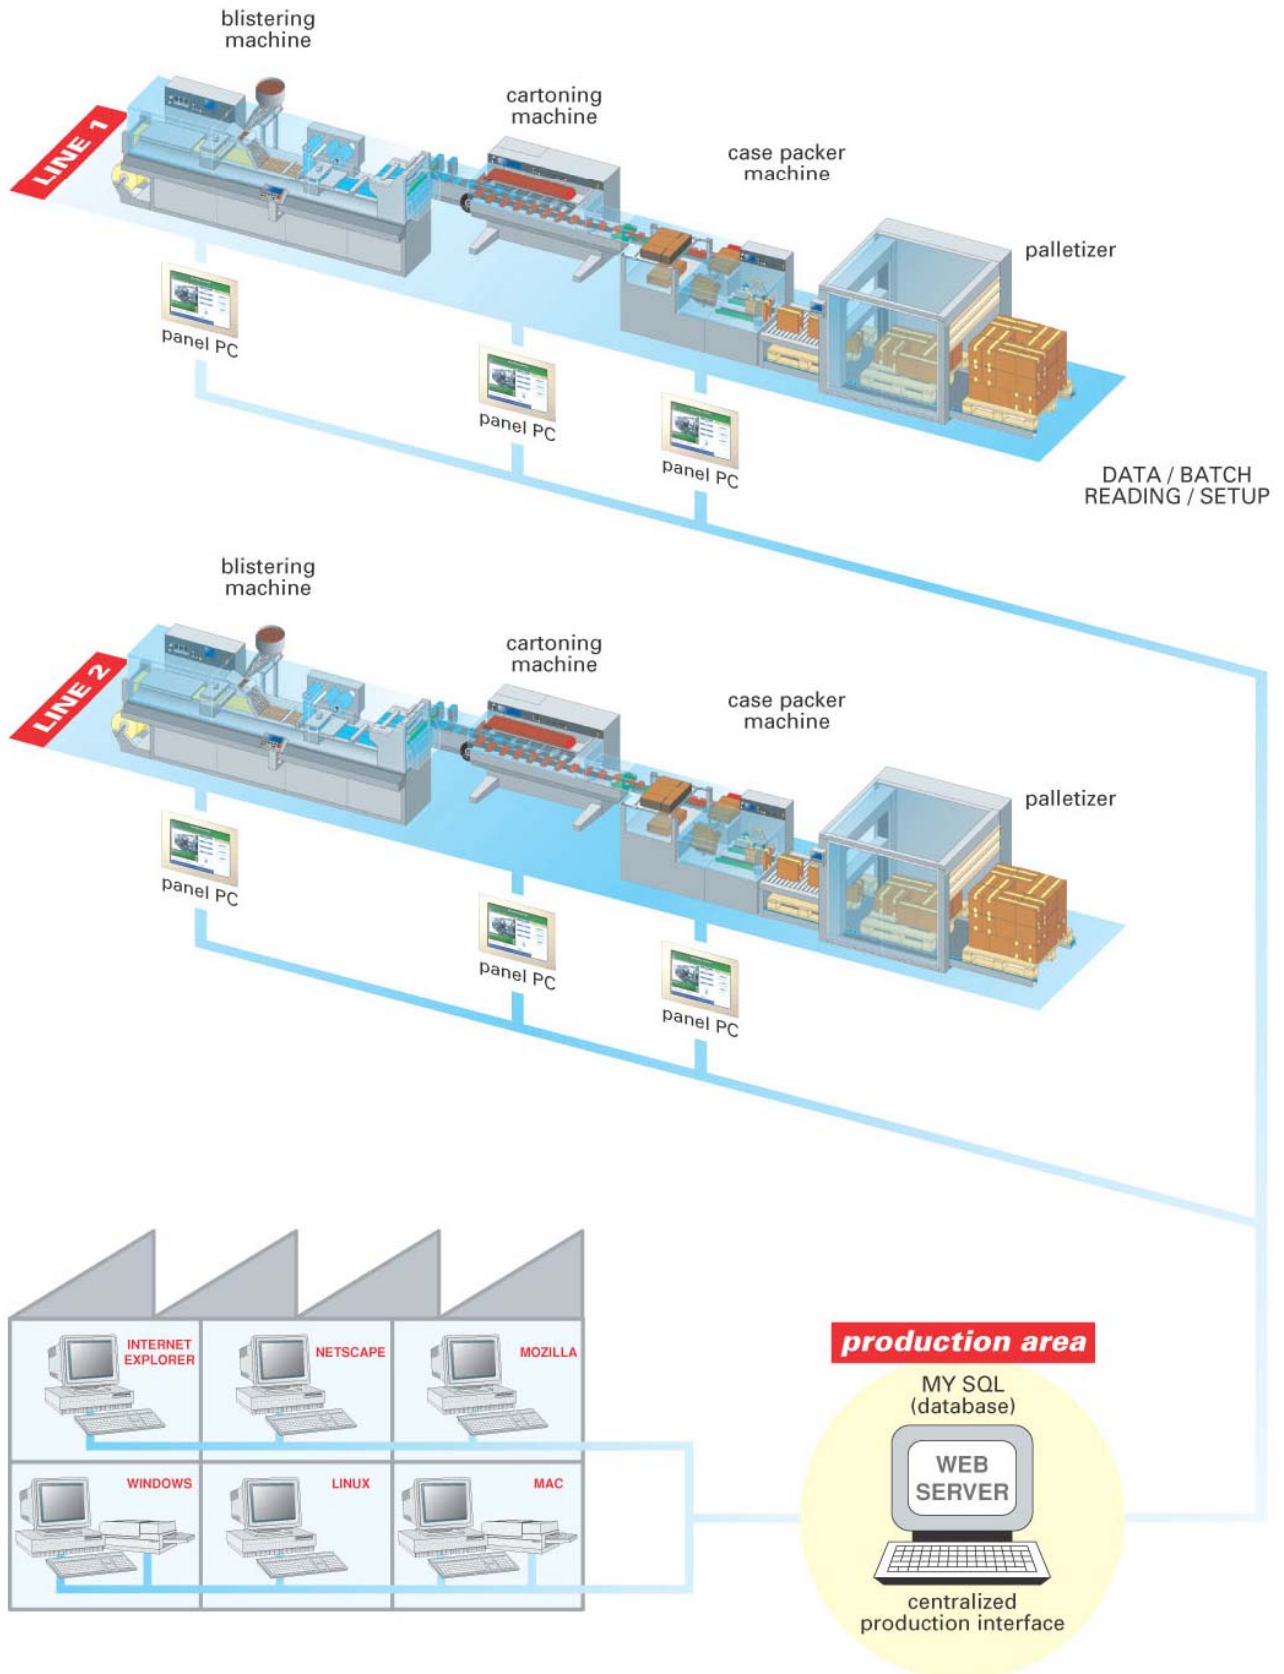 blistering
machine
cartoning
machine
case packer
machine
palletizer
LINE 1
panel PC
panel PC
panel PC
DATA / BATCH
READING / SETUP
blistering
machine
cartoning
machine
case packer
machine
palletizer
LINE 2
panel PC
panel PC
panel PC
INTERNET
EXPLORER
NETSCAPE
MOZILLA
WINDOWS
LINUX
MAC
production area
MY SQL
(database)
WEB
SERVER
centralized
production interface